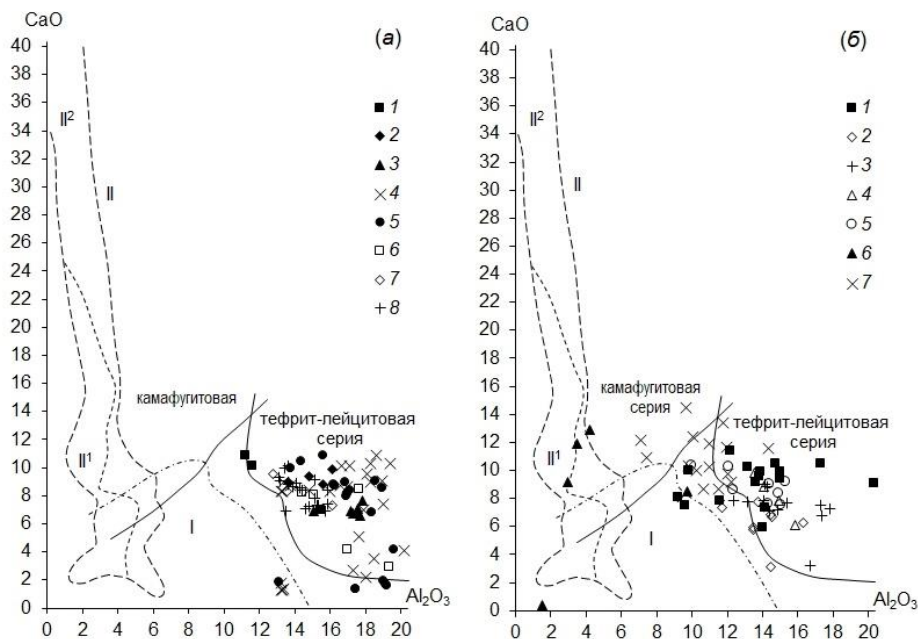 CaO
(а)
40
38
36
34
32
30
28
26
24
22
20
18
16
14
12
10
8
6
4
2
0
II²
II
II¹
I
1
2
3
4
5
6
7
8
камафугитовая
тефрит-лейцитовая
серия
Al₂O₃
0 2 4 6 8 10 12 14 16 18 20
CaO
(б)
40
38
36
34
32
30
28
26
24
22
20
18
16
14
12
10
8
6
4
2
0
II²
II
II¹
I
1
2
3
4
5
6
7
камафугитовая
серия
тефрит-лейцитовая
серия
Al₂O₃
0 2 4 6 8 10 12 14 16 18 20